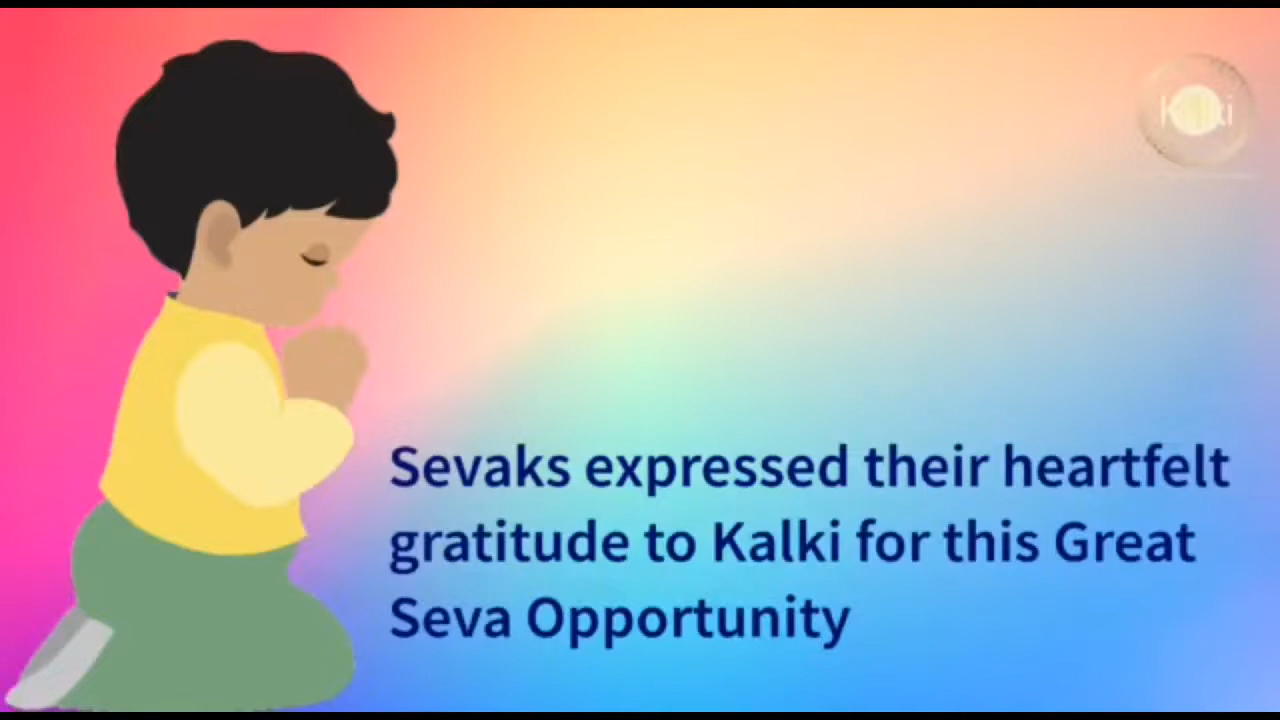 Kalki
Sevaks expressed their heartfelt
gratitude to Kalki for this Great
Seva Opportunity